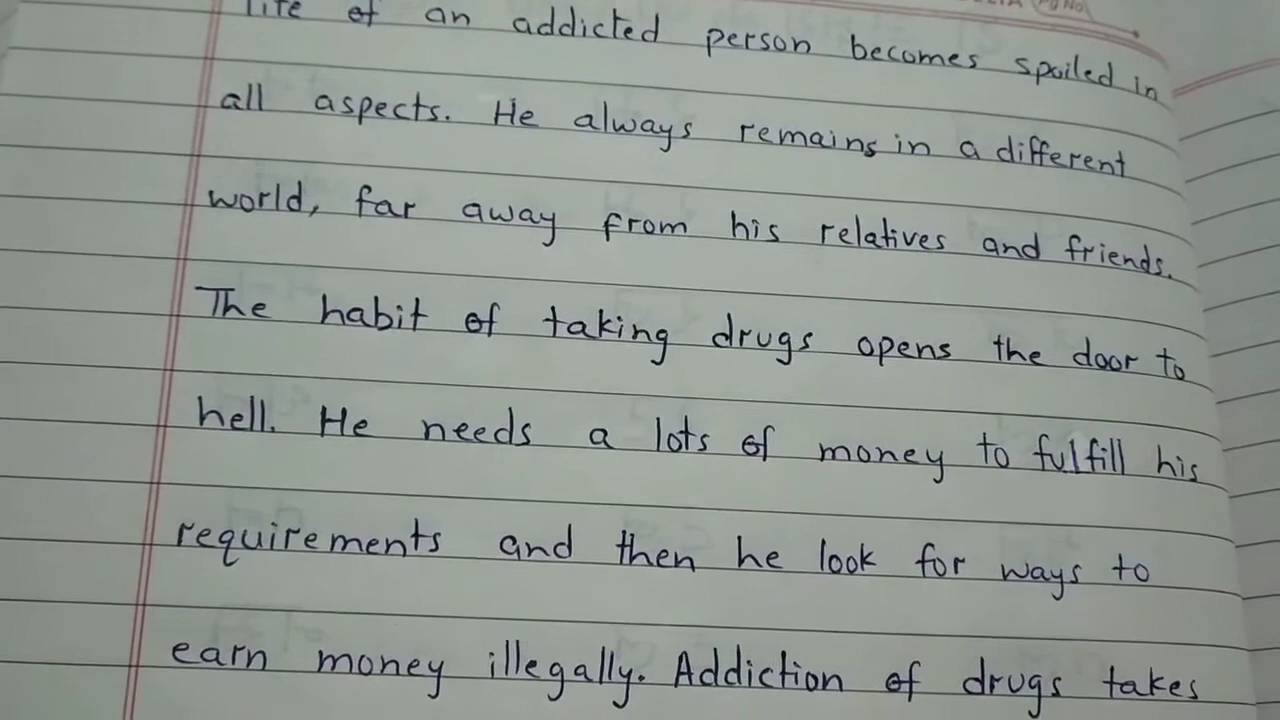 life of an addicted person becomes spoiled in
all aspects. He always remains in a different
world, far away from his relatives and friends.
The habit of taking drugs opens the door to
hell. He needs a lots of money to fulfill his
requirements and then he look for ways to
earn money illegally. Addiction of drugs takes